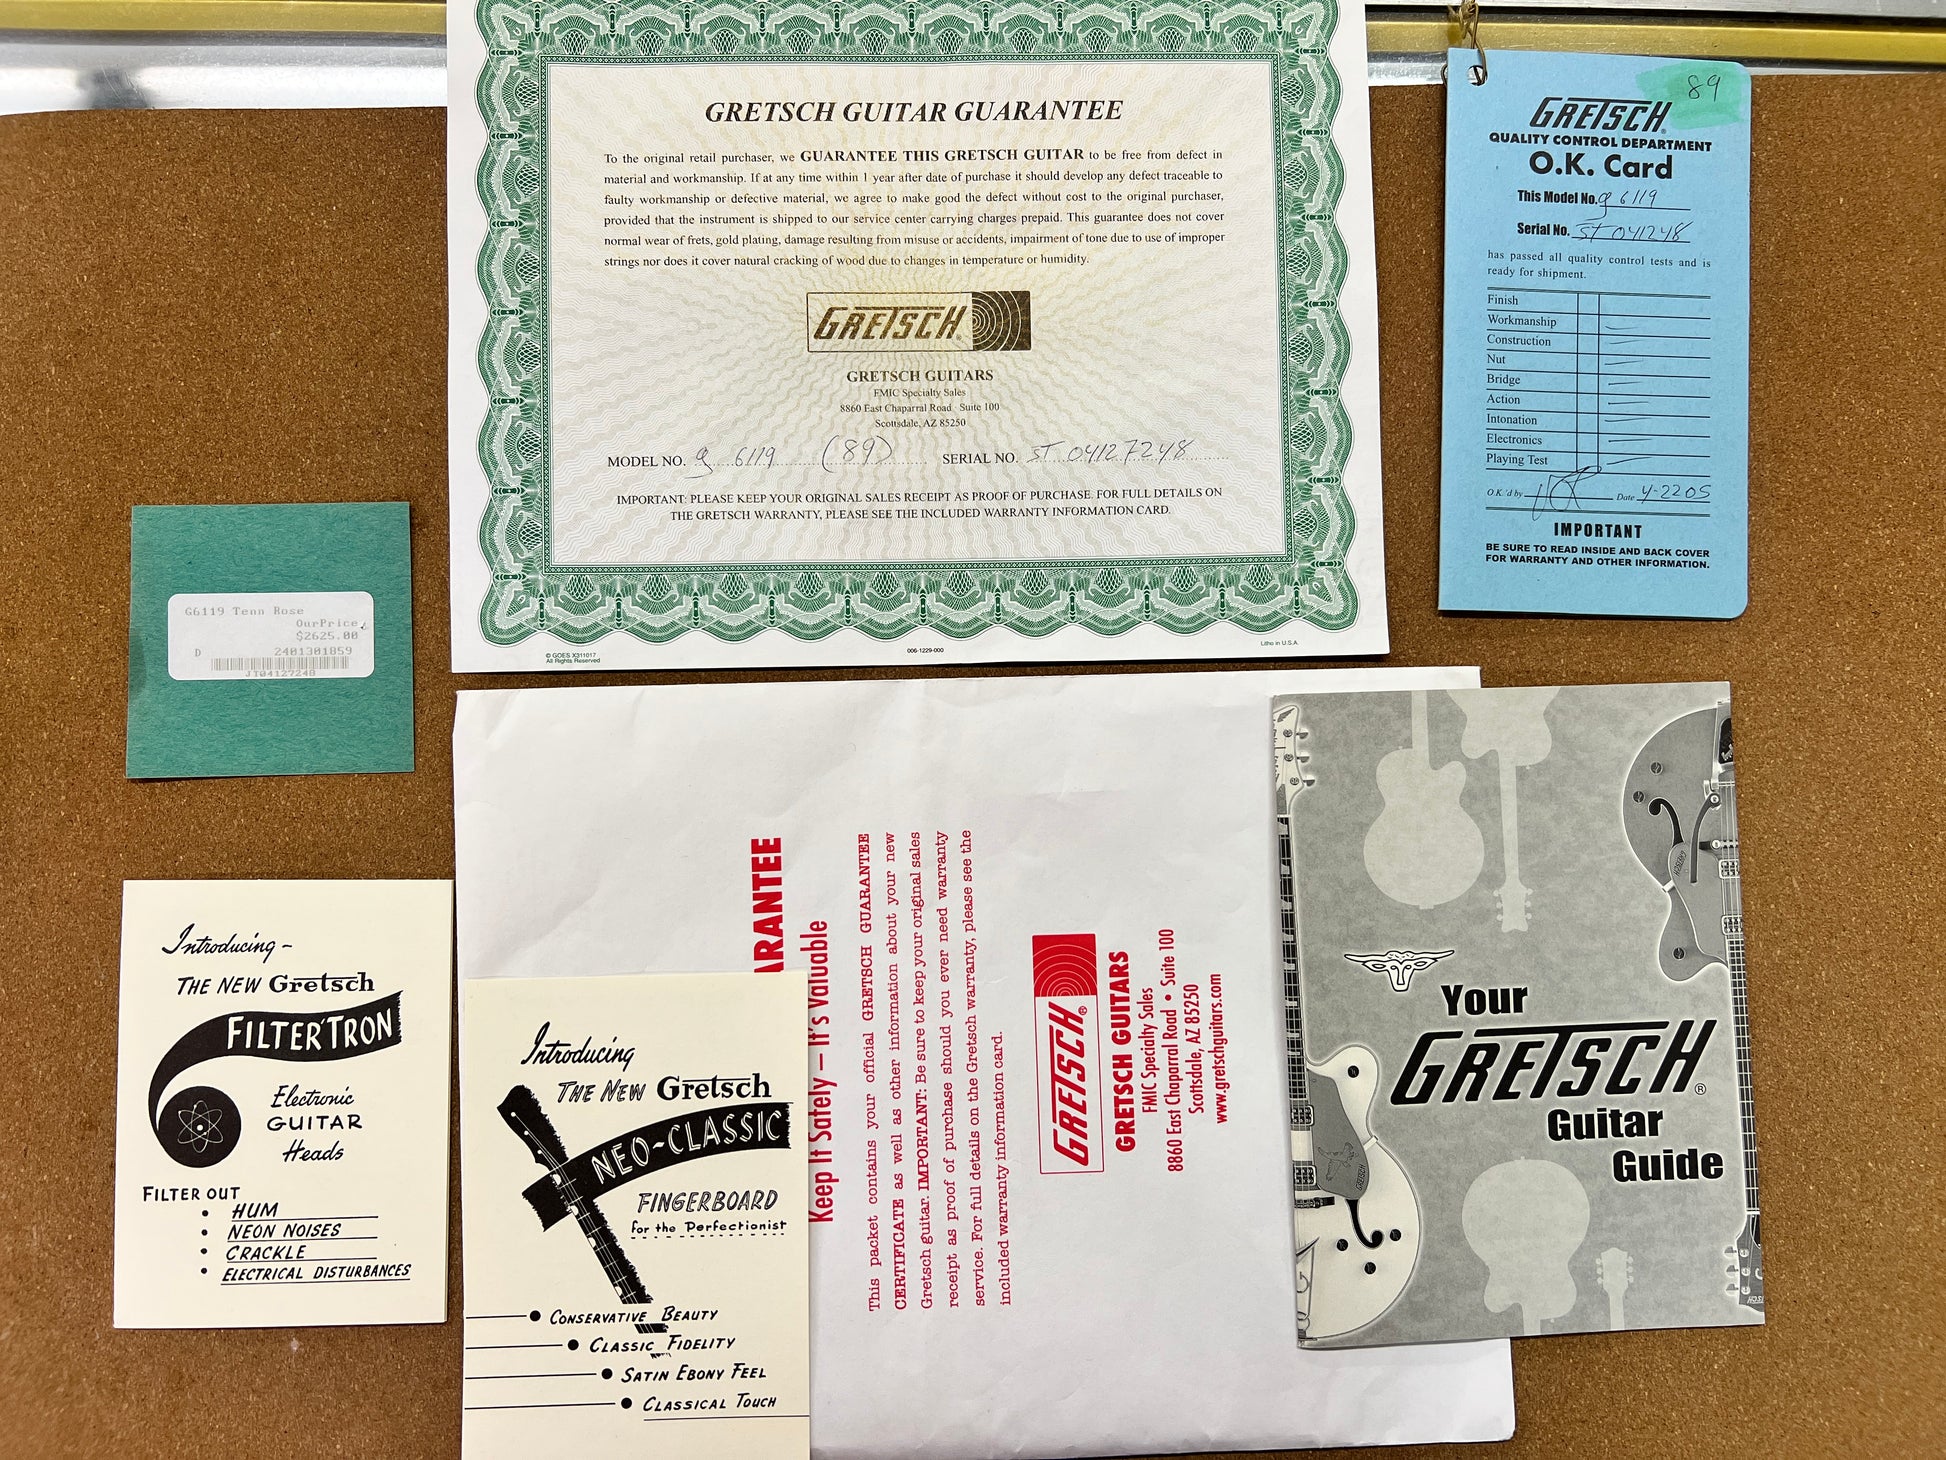 GRETSCH GUITAR GUARANTEE
To the original retail purchaser, we GUARANTEE THIS GRETSCH GUITAR to be free from defect in
material and workmanship. If at any time within 1 year after date of purchase it should develop any defect traceable to
faulty workmanship or defective material, we agree to make good the defect without cost to the original purchaser,
provided that the instrument is shipped to our service center carrying charges prepaid. This guarantee does not cover
normal wear of frets, gold plating, damage resulting from misuse or accidents, impairment of tone due to use of improper
strings nor does it cover natural cracking of wood due to changes in temperature or humidity.
GRETSCH®
GRETSCH GUITARS
FMIC Specialty Sales
8860 East Chaparral Road · Suite 100
Scottsdale, AZ 85250
MODEL NO. g 6119 (89) SERIAL NO. JT 04127248
IMPORTANT: PLEASE KEEP YOUR ORIGINAL SALES RECEIPT AS PROOF OF PURCHASE. FOR FULL DETAILS ON
THE GRETSCH WARRANTY, PLEASE SEE THE INCLUDED WARRANTY INFORMATION CARD.
© GOES X311017
All Rights Reserved
006-1229-000
Litho in U.S.A.
89
GRETSCH®
QUALITY CONTROL DEPARTMENT
O.K. Card
This Model No. g 6119
Serial No. JT 041248
has passed all quality control tests and is
ready for shipment.
Finish
Workmanship
Construction
Nut
Bridge
Action
Intonation
Electronics
Playing Test
O.K.'d by Date 4-22 05
IMPORTANT
BE SURE TO READ INSIDE AND BACK COVER
FOR WARRANTY AND OTHER INFORMATION.
G6119 Tenn Rose
OurPrice
$2625.00
D 2401301859
JT04127248
Introducing-
THE NEW Gretsch
FILTER'TRON
Electronic
GUITAR
Heads
FILTER OUT
• HUM
• NEON NOISES
• CRACKLE
• ELECTRICAL DISTURBANCES
Introducing
THE NEW Gretsch
NEO-CLASSIC
FINGERBOARD
for the Perfectionist
• CONSERVATIVE BEAUTY
• CLASSIC FIDELITY
• SATIN EBONY FEEL
• CLASSICAL TOUCH
ARANTEE
Keep It Safely – It's Valuable
This packet contains your official GRETSCH GUARANTEE
CERTIFICATE as well as other information about your new
Gretsch guitar. IMPORTANT: Be sure to keep your original sales
receipt as proof of purchase should you ever need warranty
service. For full details on the Gretsch warranty, please see the
included warranty information card.
GRETSCH®
GRETSCH GUITARS
FMIC Specialty Sales
8860 East Chaparral Road • Suite 100
Scottsdale, AZ 85250
www.gretschguitars.com
Your
GRETSCH®
Guitar
Guide